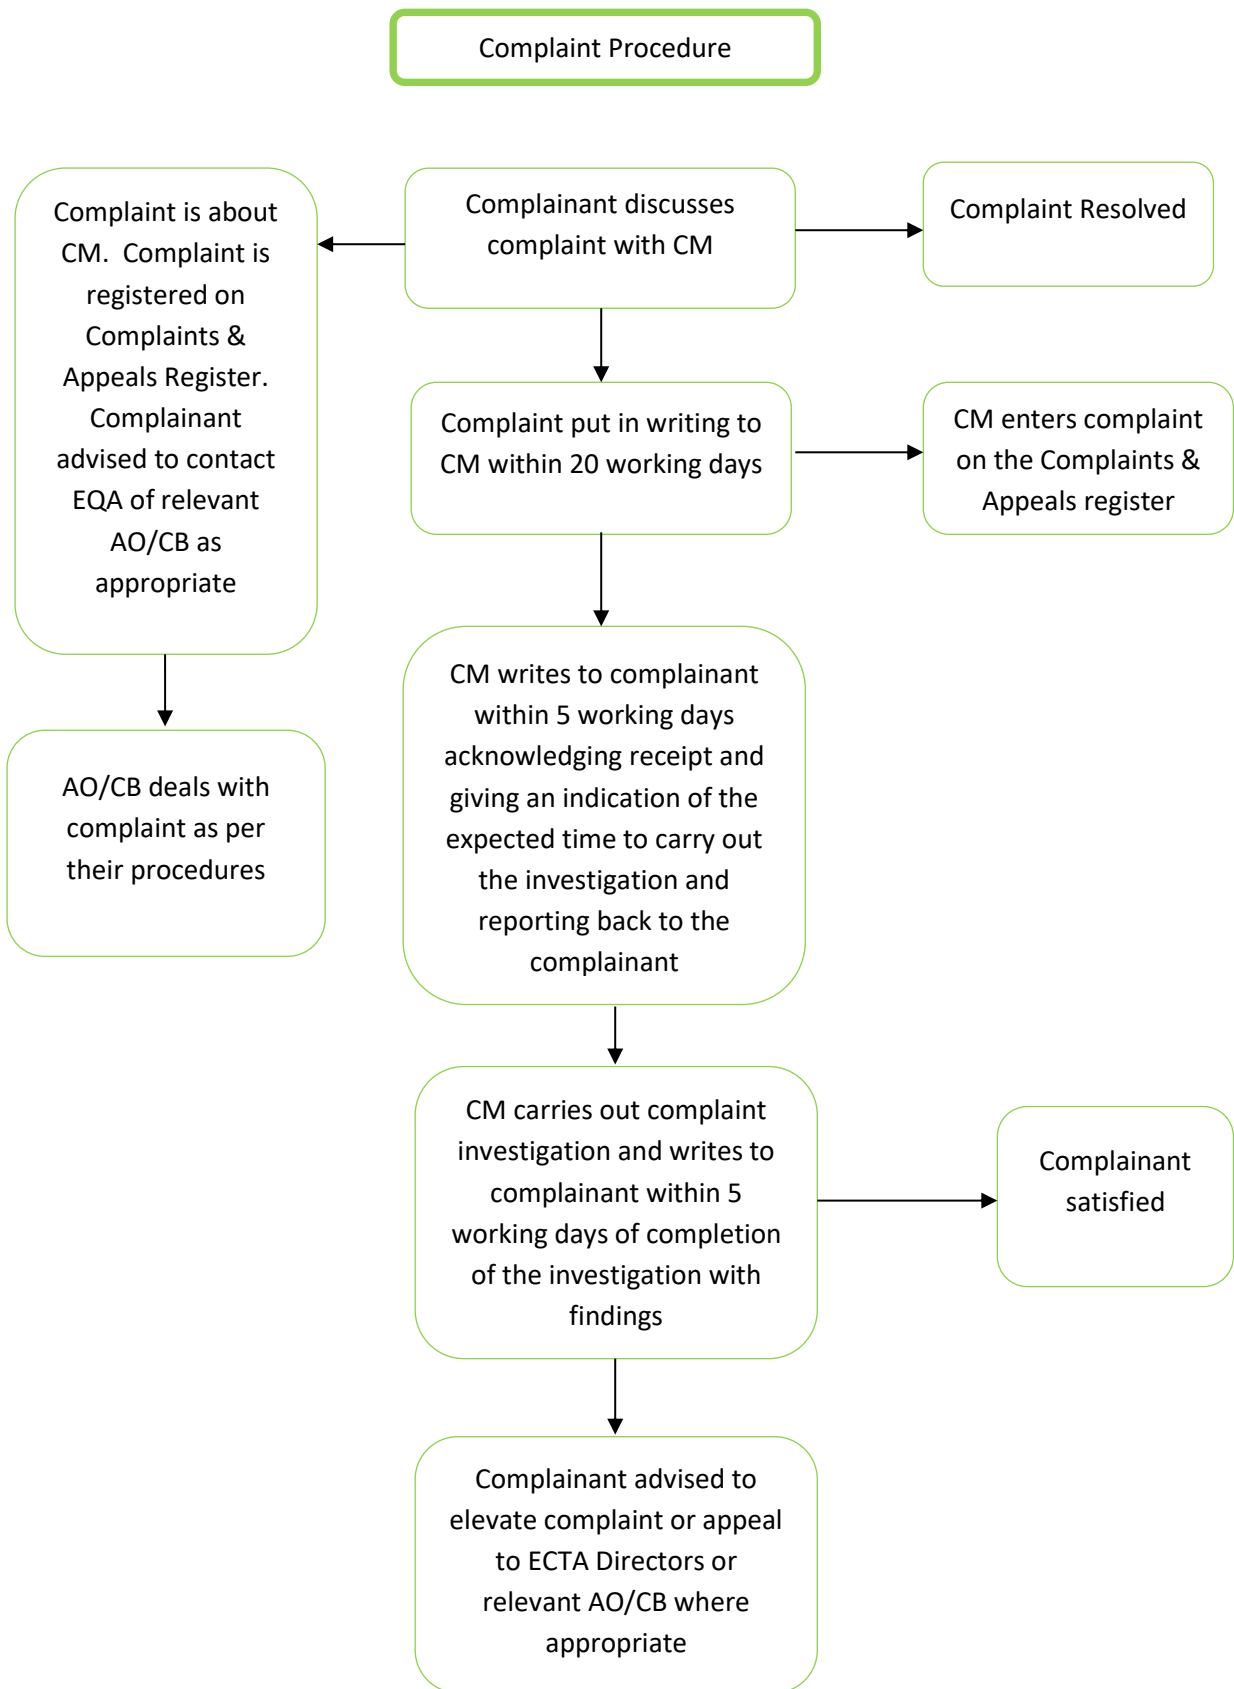 Complaint Procedure
Complaint is about
CM.  Complaint is
registered on
Complaints &
Appeals Register.
Complainant
advised to contact
EQA of relevant
AO/CB as
appropriate
Complainant discusses
complaint with CM
Complaint Resolved
Complaint put in writing to
CM within 20 working days
CM enters complaint
on the Complaints &
Appeals register
AO/CB deals with
complaint as per
their procedures
CM writes to complainant
within 5 working days
acknowledging receipt and
giving an indication of the
expected time to carry out
the investigation and
reporting back to the
complainant
CM carries out complaint
investigation and writes to
complainant within 5
working days of completion
of the investigation with
findings
Complainant
satisfied
Complainant advised to
elevate complaint or appeal
to ECTA Directors or
relevant AO/CB where
appropriate